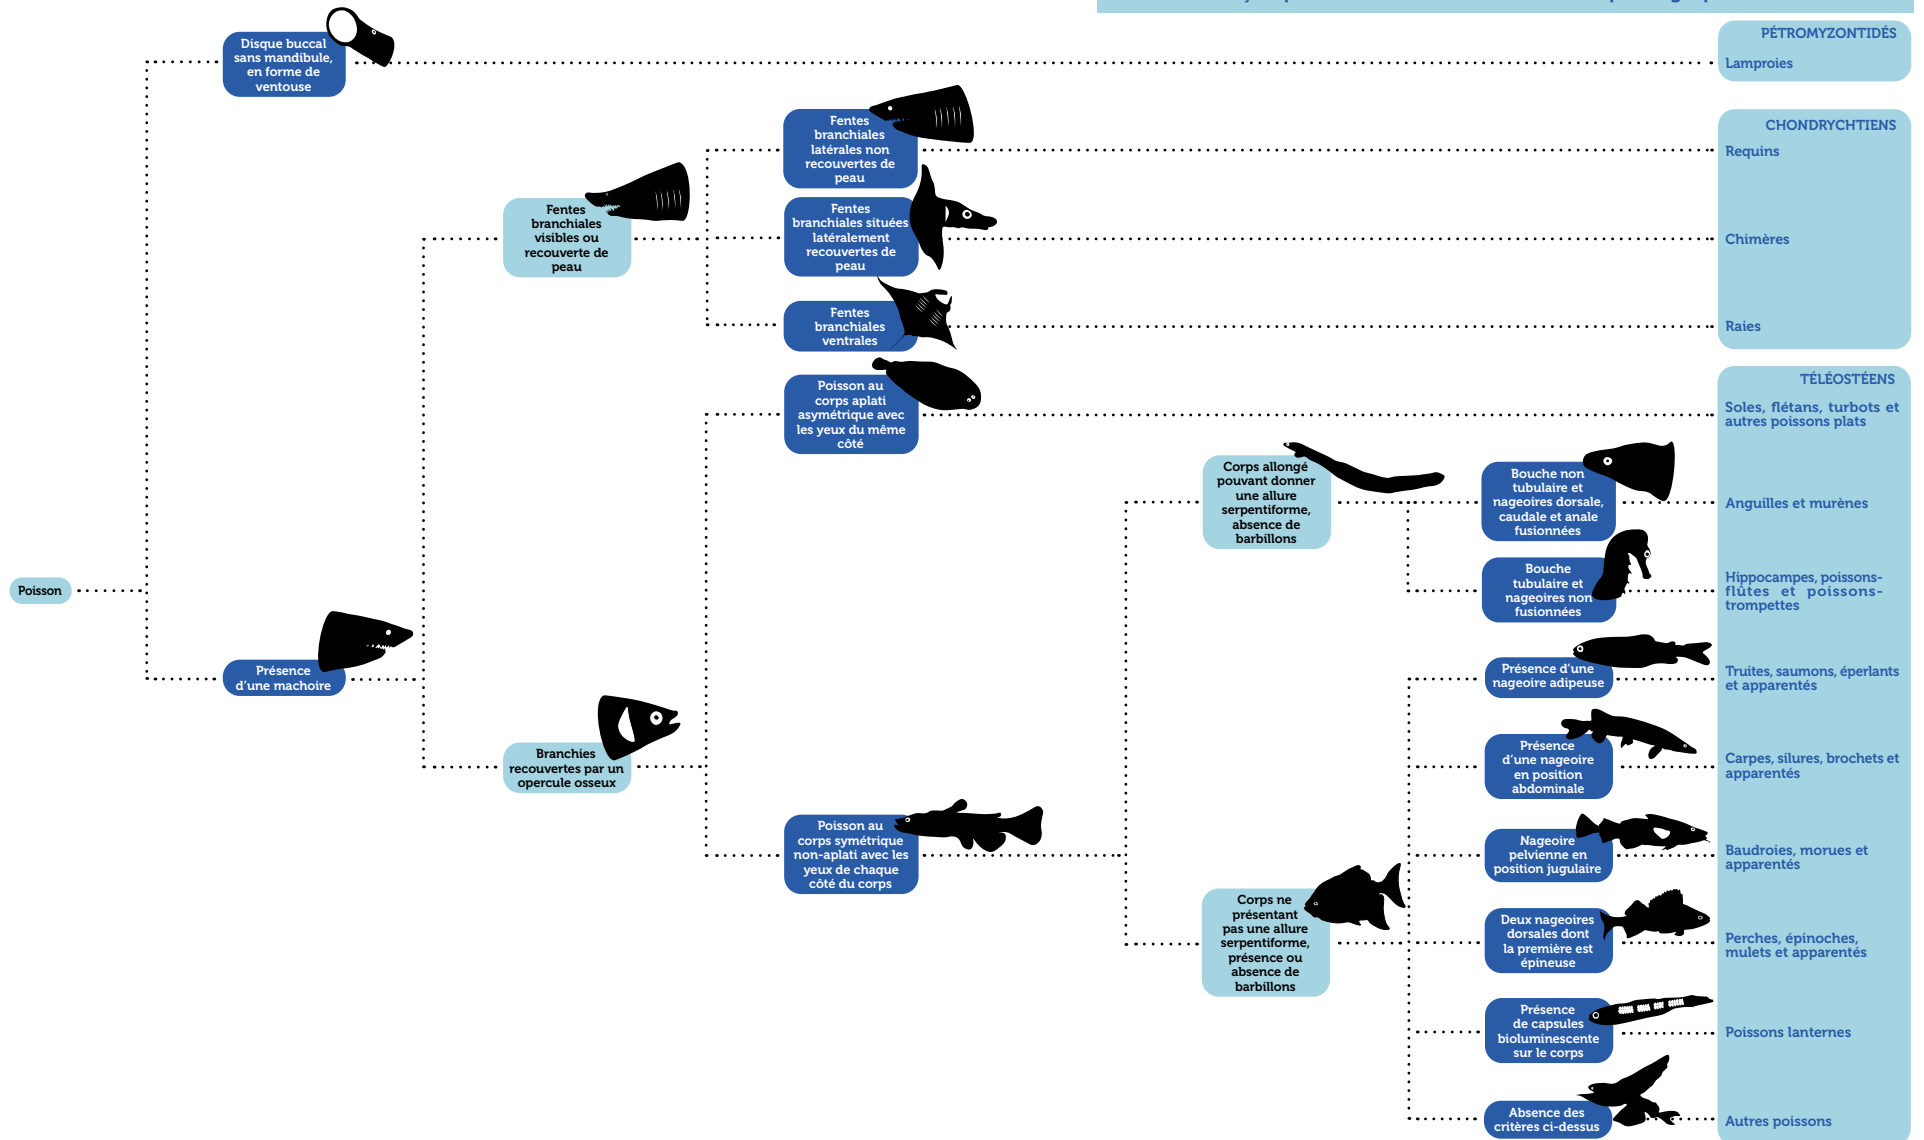 Disque buccal
sans mandibule,
en forme de
ventouse
PÉTROMYZONTIDÉS
Lamproies
Fentes
branchiales
latérales non
recouvertes de
peau
CHONDRYCHTIENS
Requins
Fentes
branchiales
visibles ou
recouverte de
peau
Fentes
branchiales situées
latéralement
recouvertes de
peau
Chimères
Fentes
branchiales
ventrales
Raies
Poisson au
corps aplati
asymétrique avec
les yeux du même
côté
TÉLÉOSTÉENS
Soles, flétans, turbots et
autres poissons plats
Corps allongé
pouvant donner
une allure
serpentiforme,
absence de
barbillons
Bouche non
tubulaire et
nageoires dorsale,
caudale et anale
fusionnées
Anguilles et murènes
Poisson
Bouche
tubulaire et
nageoires non
fusionnées
Hippocampes, poissons-
flûtes et poissons-
trompettes
Présence
d'une machoire
Présence d'une
nageoire adipeuse
Truites, saumons, éperlants
et apparentés
Branchies
recouvertes par un
opercule osseux
Présence
d'une nageoire
en position
abdominale
Carpes, silures, brochets et
apparentés
Poisson au
corps symétrique
non-aplati avec les
yeux de chaque
côté du corps
Nageoire
pelvienne en
position jugulaire
Baudroies, morues et
apparentés
Corps ne
présentant
pas une allure
serpentiforme,
présence ou
absence de
barbillons
Deux nageoires
dorsales dont
la première est
épineuse
Perches, épinoches,
mulets et apparentés
Présence
de capsules
bioluminescente
sur le corps
Poissons lanternes
Absence des
critères ci-dessus
Autres poissons